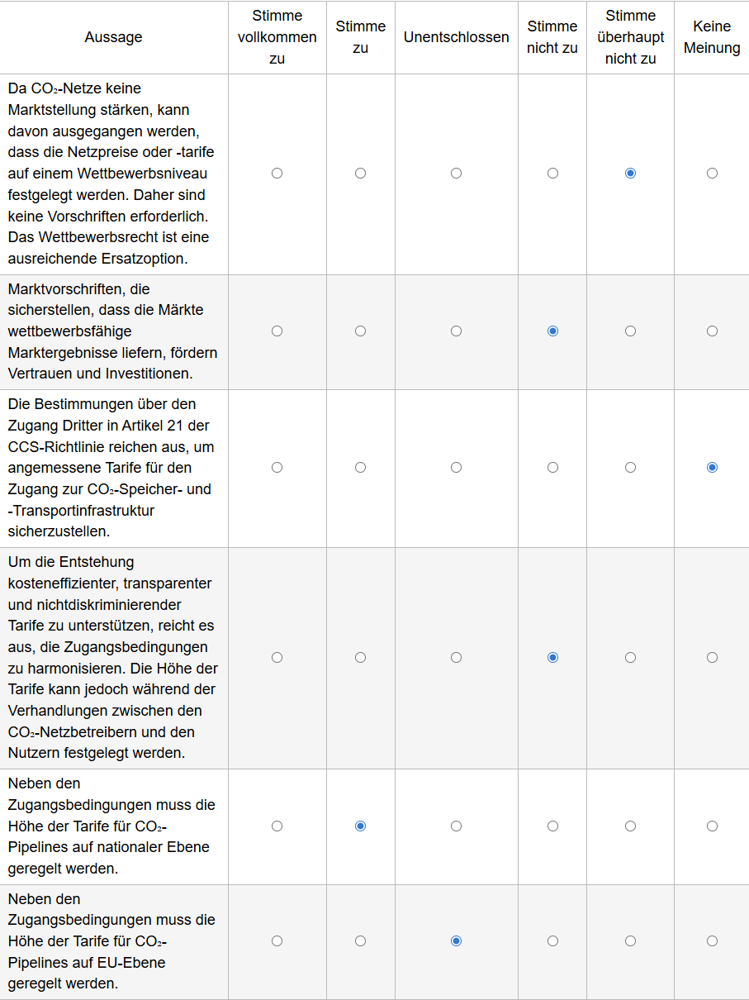 Aussage
Stimme
vollkommen
zu
Stimme
zu
Unentschlossen
Stimme
nicht zu
Stimme
überhaupt
nicht zu
Keine
Meinung
Da CO₂-Netze keine
Marktstellung stärken, kann
davon ausgegangen werden,
dass die Netzpreise oder -tarife
auf einem Wettbewerbsniveau
festgelegt werden. Daher sind
keine Vorschriften erforderlich.
Das Wettbewerbsrecht ist eine
ausreichende Ersatzoption.
Marktvorschriften, die
sicherstellen, dass die Märkte
wettbewerbsfähige
Marktergebnisse liefern, fördern
Vertrauen und Investitionen.
Die Bestimmungen über den
Zugang Dritter in Artikel 21 der
CCS-Richtlinie reichen aus, um
angemessene Tarife für den
Zugang zur CO₂-Speicher- und
-Transportinfrastruktur
sicherzustellen.
Um die Entstehung
kosteneffizienter, transparenter
und nichtdiskriminierender
Tarife zu unterstützen, reicht es
aus, die Zugangsbedingungen
zu harmonisieren. Die Höhe der
Tarife kann jedoch während der
Verhandlungen zwischen den
CO₂-Netzbetreibern und den
Nutzern festgelegt werden.
Neben den
Zugangsbedingungen muss die
Höhe der Tarife für CO₂-
Pipelines auf nationaler Ebene
geregelt werden.
Neben den
Zugangsbedingungen muss die
Höhe der Tarife für CO₂-
Pipelines auf EU-Ebene
geregelt werden.